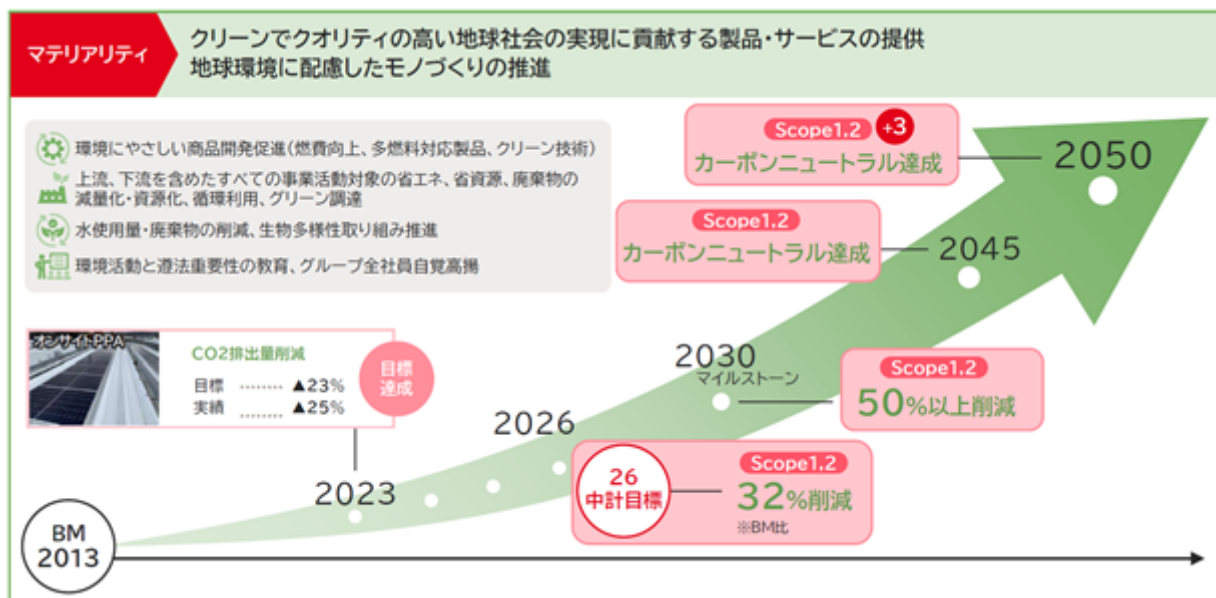 マテリアリティ
クリーンでクオリティの高い地球社会の実現に貢献する製品・サービスの提供
地球環境に配慮したモノづくりの推進
環境にやさしい商品開発促進(燃費向上、多燃料対応製品、クリーン技術)
上流、下流を含めたすべての事業活動対象の省エネ、省資源、廃棄物の
減量化・資源化、循環利用、グリーン調達
水使用量・廃棄物の削減、生物多様性取り組み推進
環境活動と遵法重要性の教育、グループ全社員自覚高揚
Scope1.2 +3
カーボンニュートラル達成
2050
Scope1.2
カーボンニュートラル達成
2045
オンサイトPPA
CO2排出量削減
目標 ........ ▲23%
実績 ........ ▲25%
目標
達成
2030
マイルストーン
Scope1.2
50%以上削減
2026
26
中計目標
Scope1.2
32%削減
※BM比
2023
BM
2013